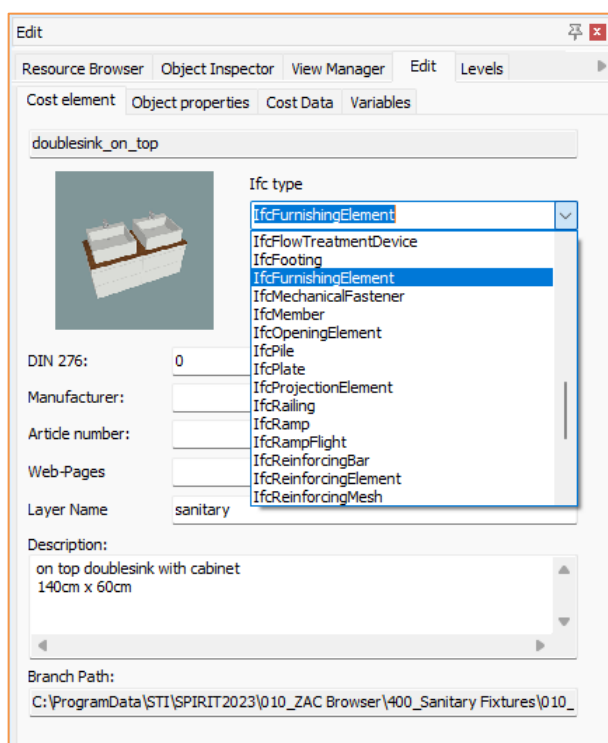 Edit
Resource Browser Object Inspector View Manager Edit Levels
Cost element Object properties Cost Data Variables
doublesink_on_top
Ifc type
IfcFurnishingElement
IfcFlowTreatmentDevice
IfcFooting
IfcFurnishingElement
IfcMechanicalFastener
IfcMember
IfcOpeningElement
IfcPile
IfcPlate
IfcProjectionElement
IfcRailing
IfcRamp
IfcRampFlight
IfcReinforcingBar
IfcReinforcingElement
IfcReinforcingMesh
DIN 276: 0
Manufacturer:
Article number:
Web-Pages
Layer Name sanitary
Description:
on top doublesink with cabinet
140cm x 60cm
Branch Path:
C:\ProgramData\STI\SPIRIT2023\010_ZAC Browser\400_Sanitary Fixtures\010_